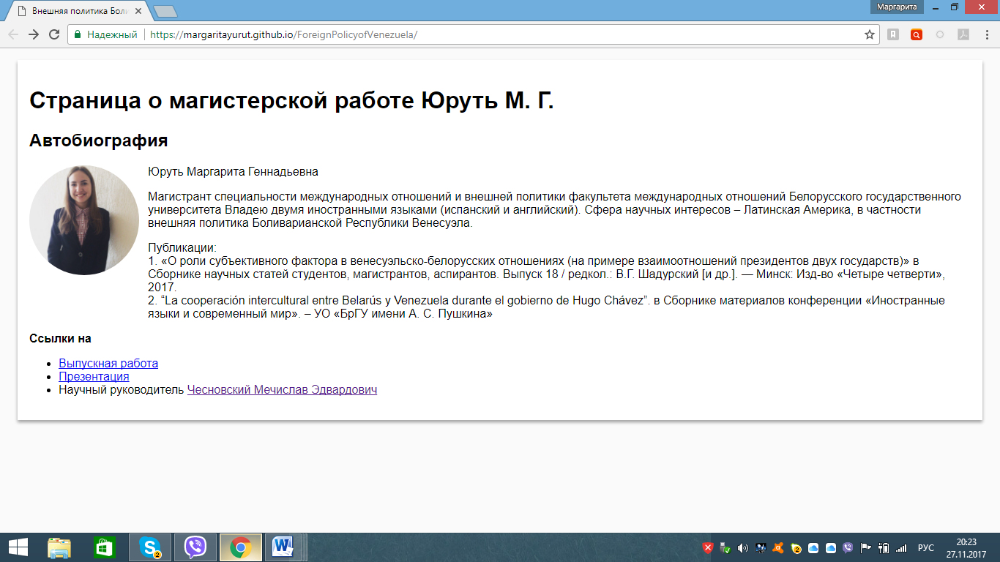 Внешняя политика Боли
Маргарита
Надежный
https://margaritayurut.github.io/ForeignPolicyofVenezuela/
Страница о магистерской работе Юруть М. Г.
Автобиография
Юруть Маргарита Геннадьевна
Магистрант специальности международных отношений и внешней политики факультета международных отношений Белорусского государственного
университета Владею двумя иностранными языками (испанский и английский). Сфера научных интересов – Латинская Америка, в частности
внешняя политика Боливарианской Республики Венесуэла.
Публикации:
1. «О роли субъективного фактора в венесуэльско-белорусских отношениях (на примере взаимоотношений президентов двух государств)» в
Сборнике научных статей студентов, магистрантов, аспирантов. Выпуск 18 / редкол.: В.Г. Шадурский [и др.]. — Минск: Изд-во «Четыре четверти»,
2017.
2. “La cooperación intercultural entre Belarús y Venezuela durante el gobierno de Hugo Chávez”. в Сборнике материалов конференции «Иностранные
языки и современный мир». – УО «БрГУ имени А. С. Пушкина»
Ссылки на
Выпускная работа
Презентация
Научный руководитель Чесновский Мечислав Эдвардович
2
2
РУС
20:23
27.11.2017